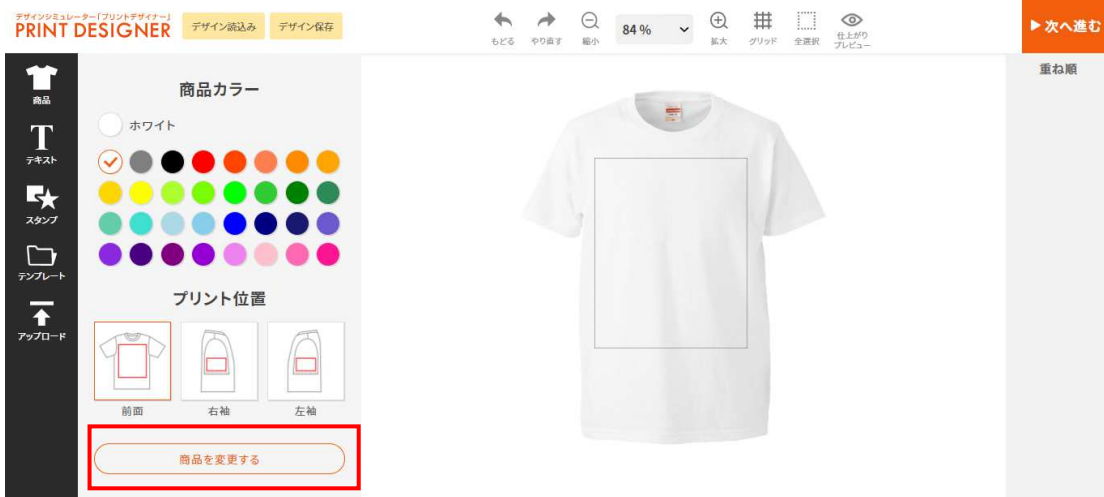 デザインシミュレーター「プリントデザイナー」
PRINT DESIGNER
デザイン読込み
デザイン保存
もどる
やり直す
縮小
84 %
拡大
グリッド
全選択
仕上がり
プレビュー
▶次へ進む
商品
テキスト
スタンプ
テンプレート
アップロード
商品カラー
ホワイト
プリント位置
前面
右袖
左袖
商品を変更する
重ね順